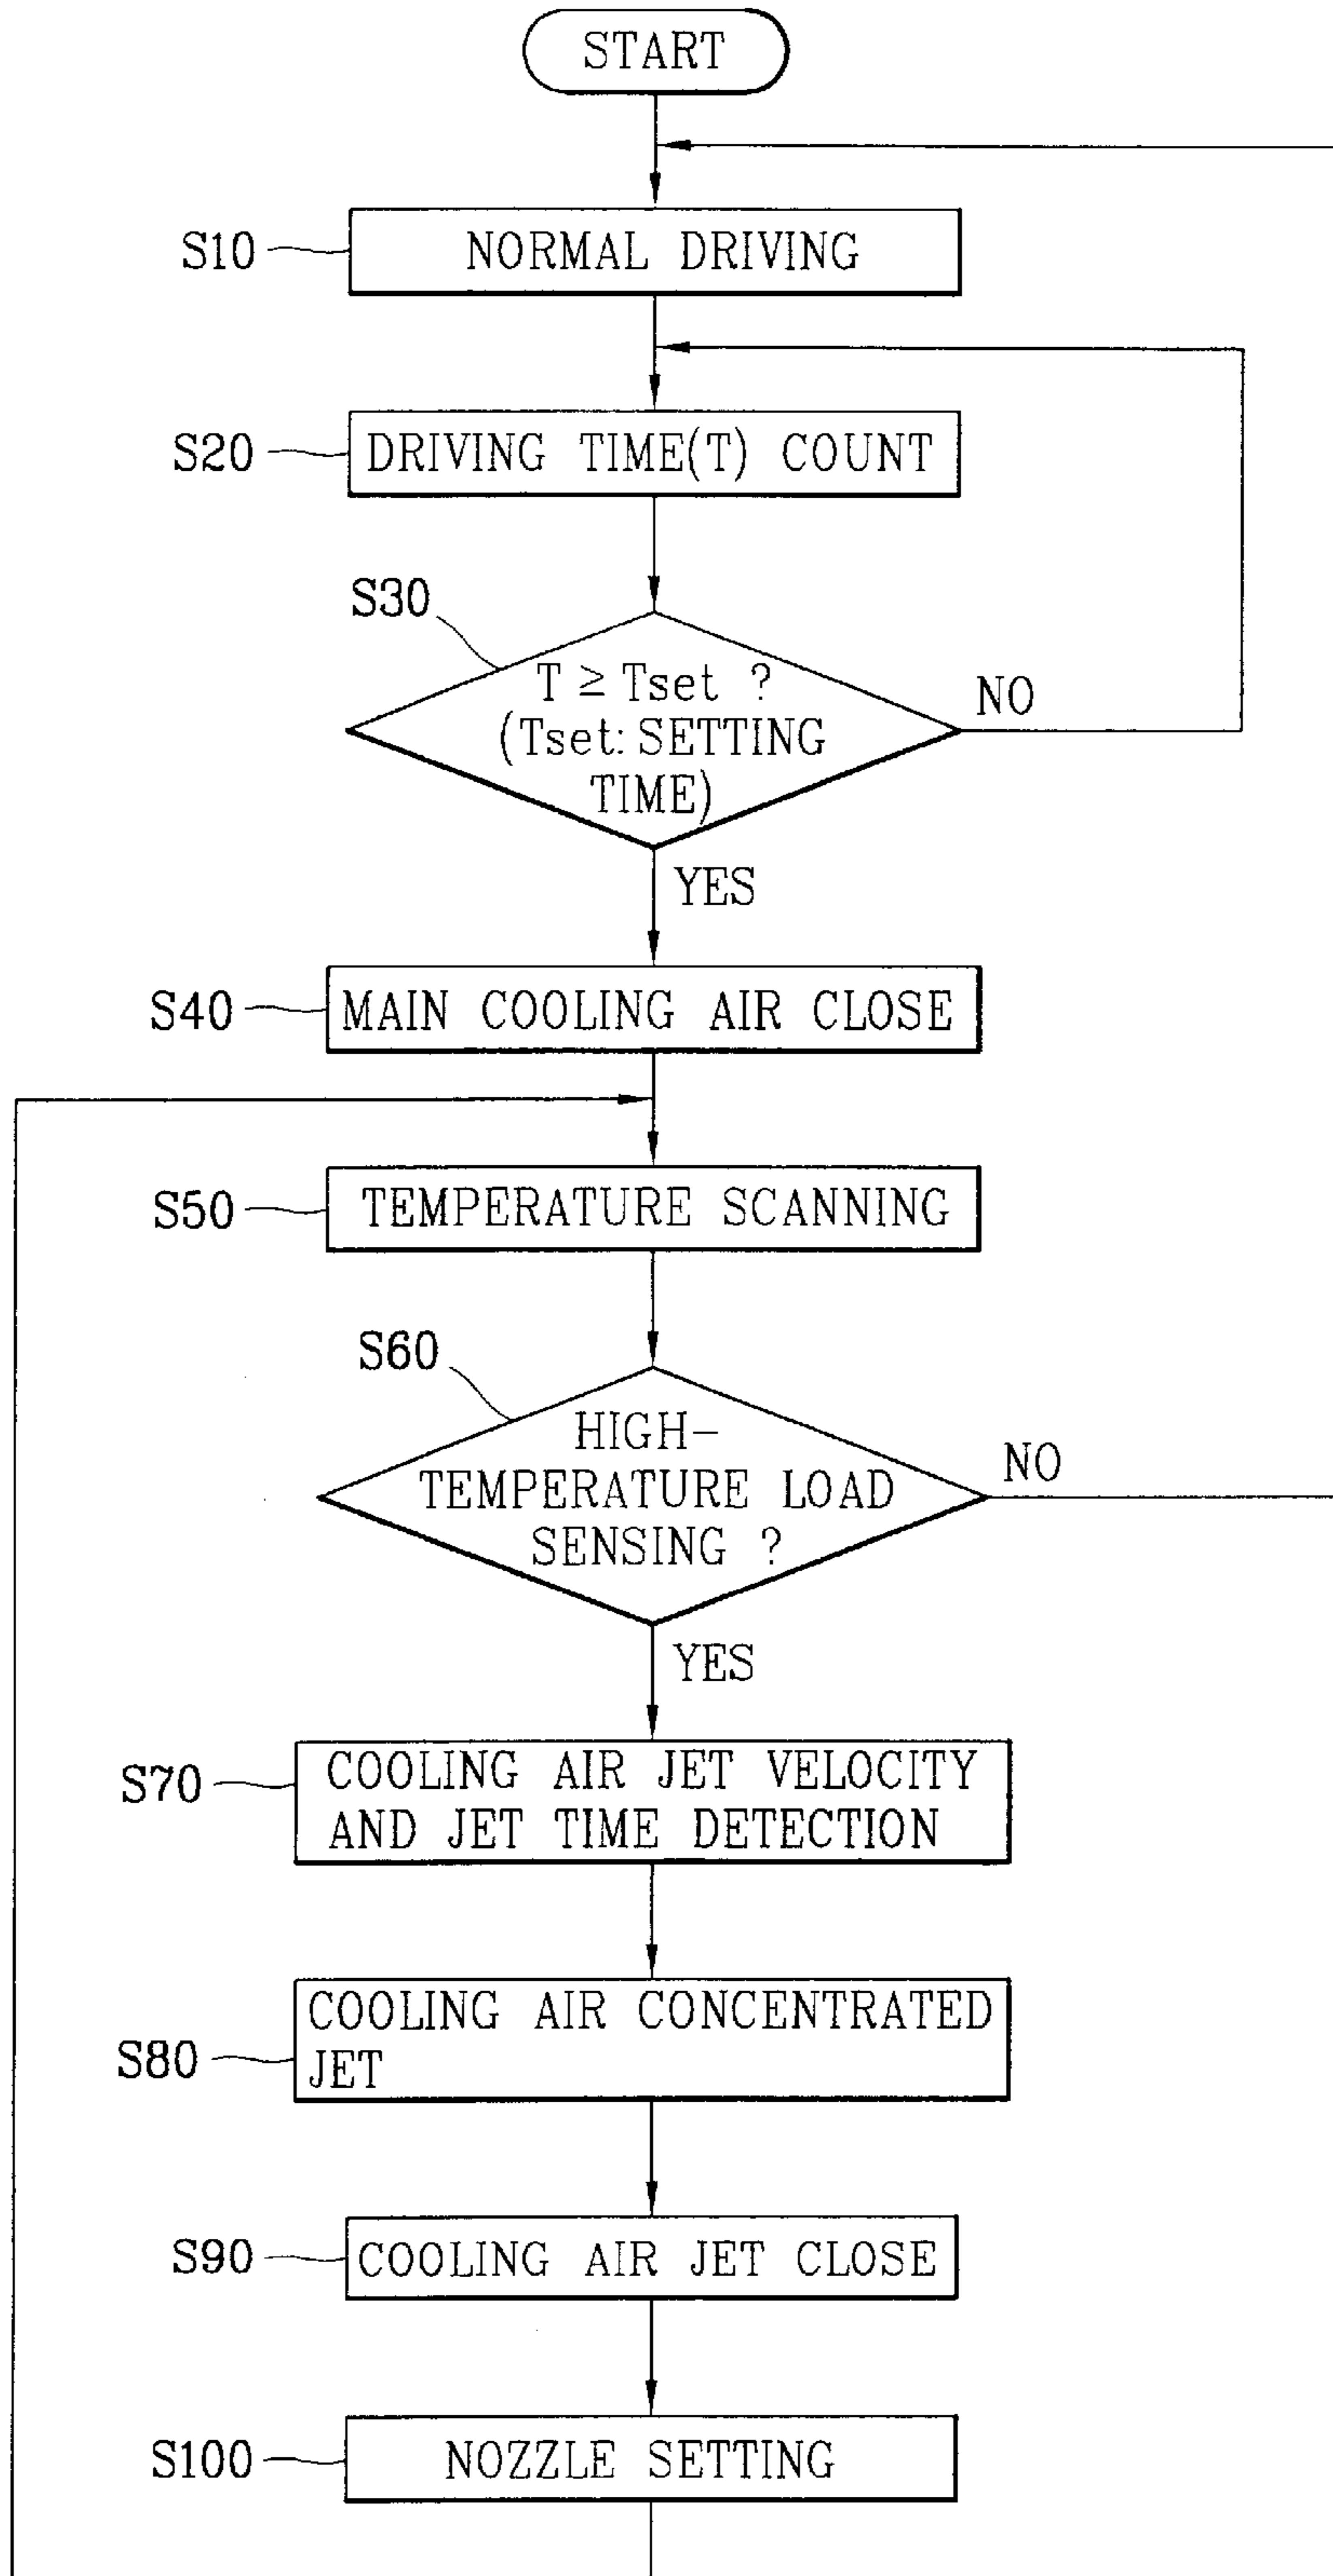 START
S10
NORMAL DRIVING
S20
DRIVING TIME(T) COUNT
S30
T ≥ Tset ?
(Tset: SETTING
TIME)
NO
YES
S40
MAIN COOLING AIR CLOSE
S50
TEMPERATURE SCANNING
S60
HIGH-
TEMPERATURE LOAD
SENSING ?
NO
YES
S70
COOLING AIR JET VELOCITY
AND JET TIME DETECTION
S80
COOLING AIR CONCENTRATED
JET
S90
COOLING AIR JET CLOSE
S100
NOZZLE SETTING